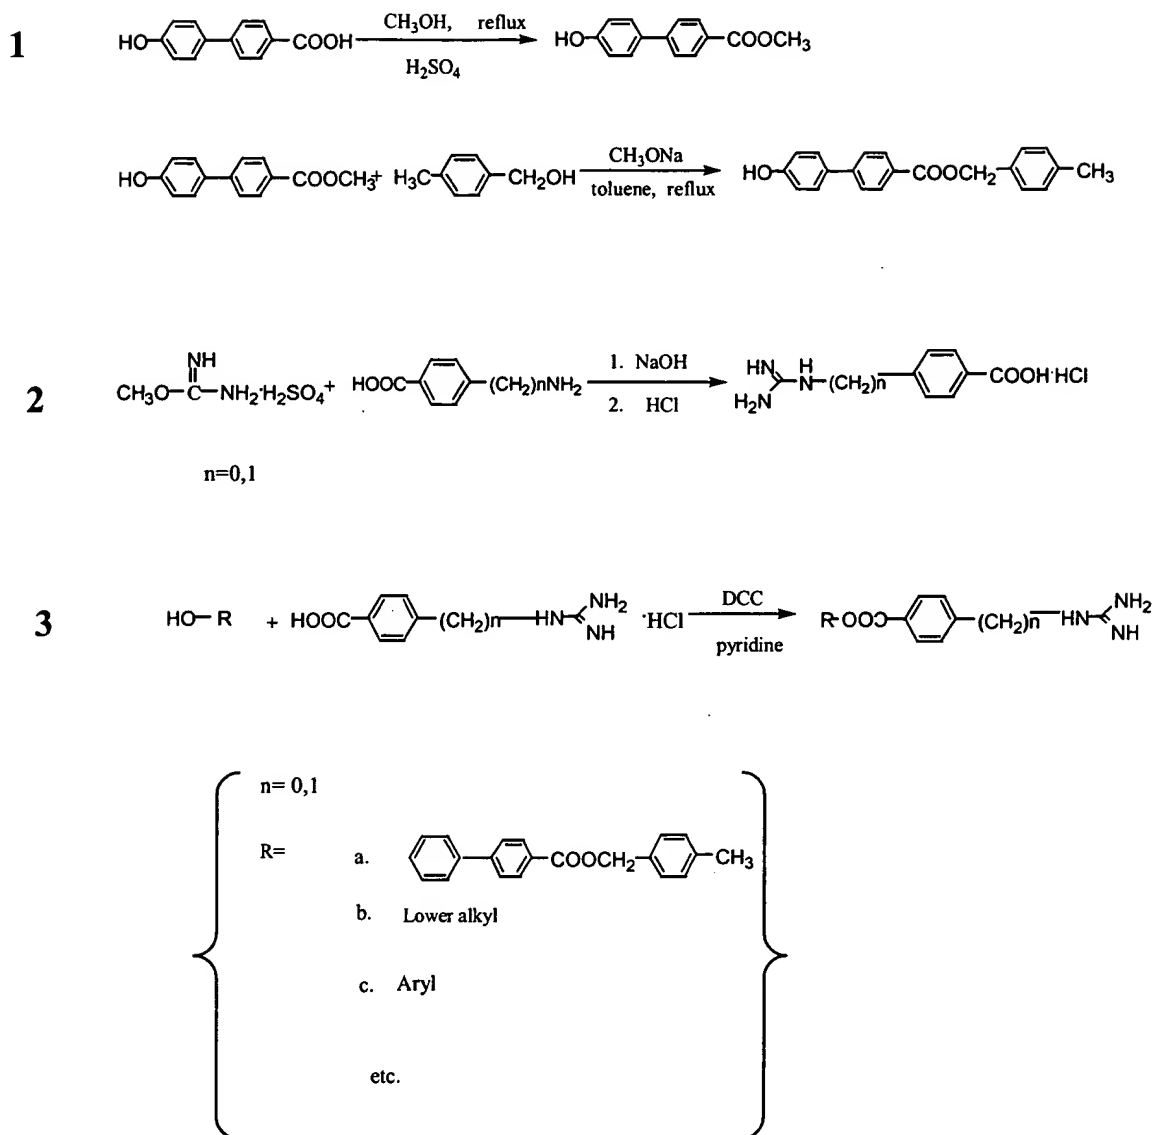 1
HO COOH CH3OH, reflux H2SO4 HO COOCH3
HO COOCH3 + H3C CH2OH CH3ONa toluene, reflux HO COOCH2 CH3
2
NH CH3O NH2·H2SO4 + HOOC (CH2)nNH2 1. NaOH 2. HCl HN H2N H N (CH2)n COOH·HCl
n=0,1
3
HO R + HOOC (CH2)n HN NH2 NH ·HCl DCC pyridine R OOC (CH2)n HN NH2 NH
n= 0,1
R= a. COOCH2 CH3
b. Lower alkyl
c. Aryl
etc.